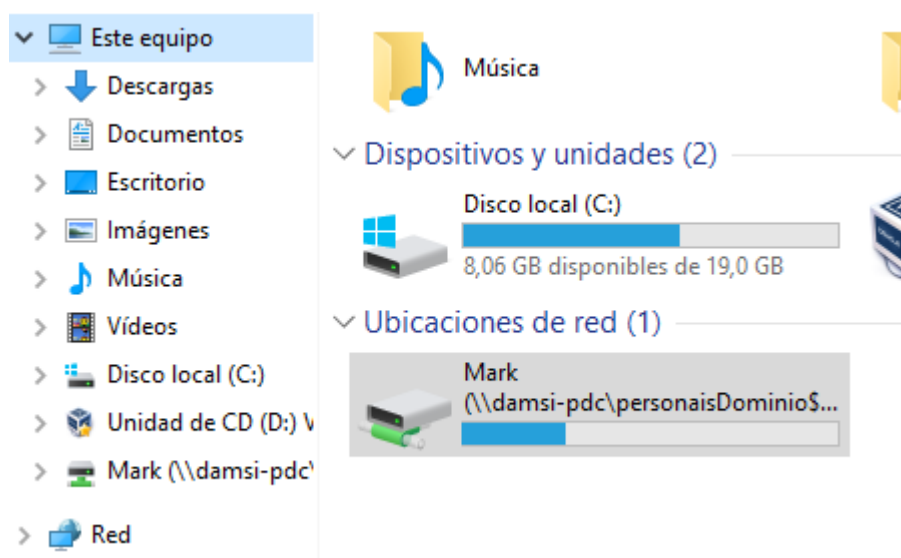 Este equipo
Descargas
Documentos
Escritorio
Imágenes
Música
Vídeos
Disco local (C:)
Unidad de CD (D:) V
Mark (\\damsi-pdc\
Red
Música
Dispositivos y unidades (2)
Disco local (C:)
8,06 GB disponibles de 19,0 GB
Ubicaciones de red (1)
Mark
(\\damsi-pdc\personaisDominio$...